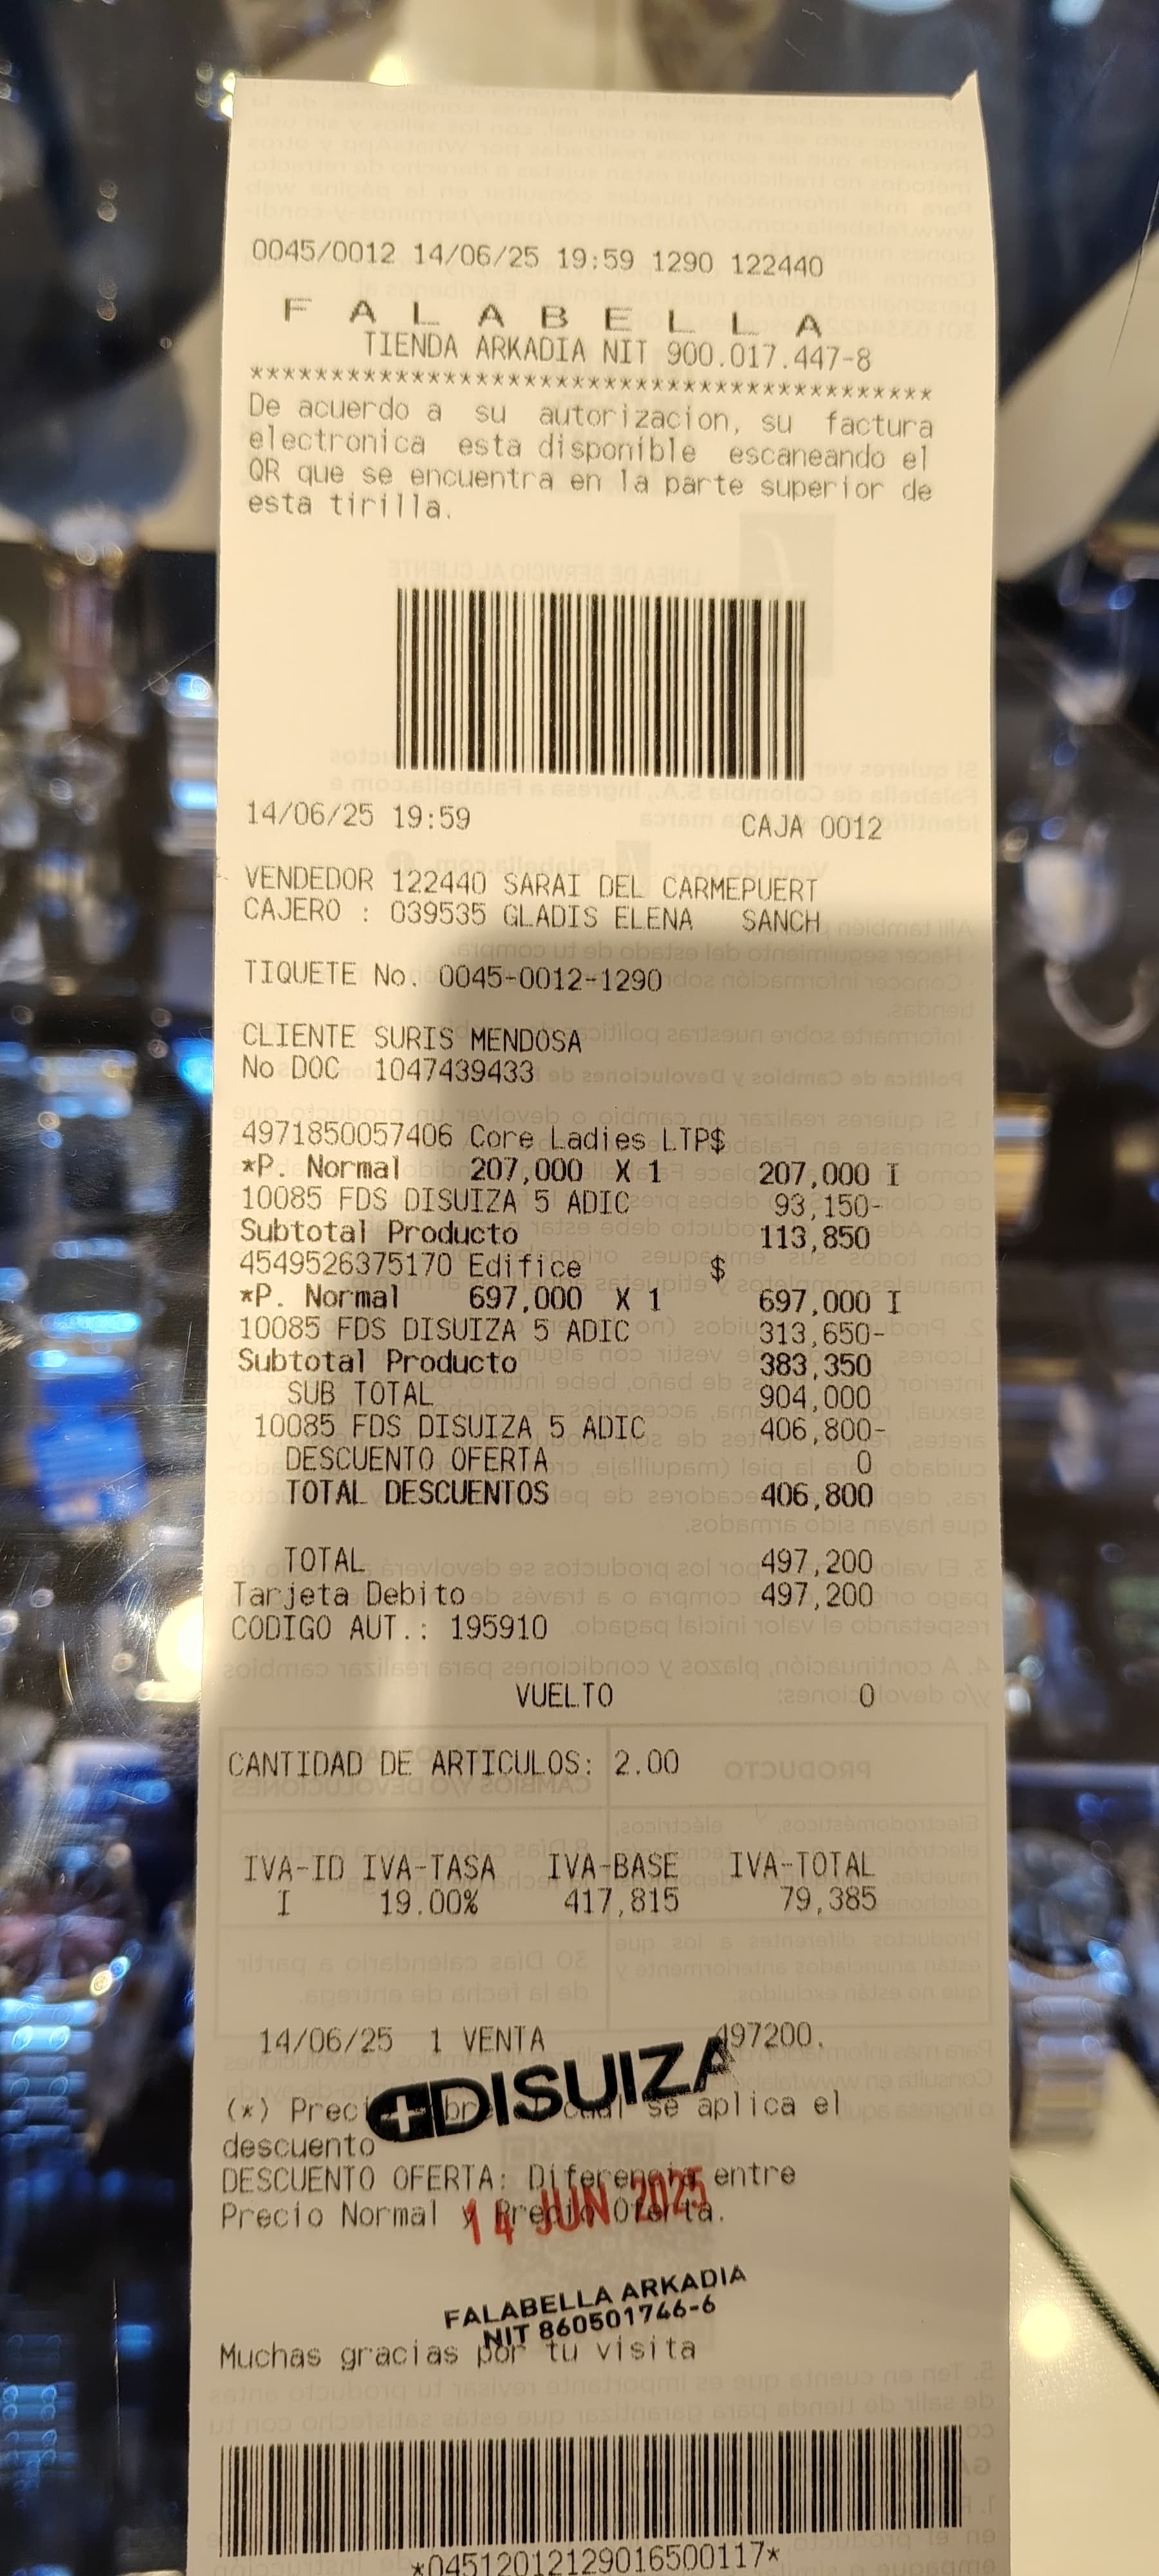 0045/0012 14/06/25 19:59 1290 122440
F A L A B E L L A
TIENDA ARKADIA NIT 900.017.447-8
******************************************
De acuerdo a su autorizacion, su factura
electronica esta disponible escaneando el
QR que se encuentra en la parte superior de
esta tirilla.
14/06/25 19:59 CAJA 0012
VENDEDOR 122440 SARAI DEL CARMEPUERT
CAJERO : 039535 GLADIS ELENA SANCH
TIQUETE No. 0045-0012-1290
CLIENTE SURIS MENDOSA
No DOC 1047439433
4971850057406 Core Ladies LTP$
*P. Normal 207,000 X 1 207,000 I
10085 FDS DISUIZA 5 ADIC 93,150-
Subtotal Producto 113,850
4549526375170 Edifice $
*P. Normal 697,000 X 1 697,000 I
10085 FDS DISUIZA 5 ADIC 313,650-
Subtotal Producto 383,350
SUB TOTAL 904,000
10085 FDS DISUIZA 5 ADIC 406,800-
DESCUENTO OFERTA 0
TOTAL DESCUENTOS 406,800
TOTAL 497,200
Tarjeta Debito 497,200
CODIGO AUT.: 195910
VUELTO 0
CANTIDAD DE ARTICULOS: 2.00
IVA-ID IVA-TASA IVA-BASE IVA-TOTAL
I 19.00% 417,815 79,385
14/06/25 1 VENTA 497200.
DISUIZA
(*) se aplica el
descuento
DESCUENTO OFERTA: Diferencia entre
Precio Normal y Precio Oferta.
14 JUN 2025
FALABELLA ARKADIA
NIT 860501746-6
Muchas gracias por tu visita
*04512012129016500117*